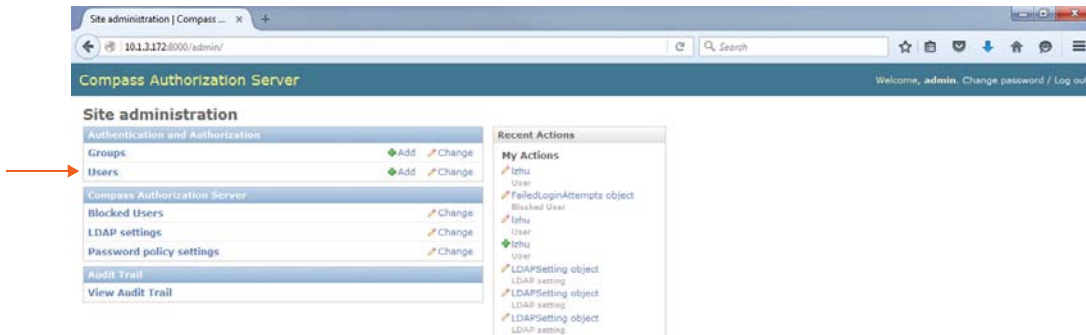 Site administration | Compass ... × +
10.1.3.172:8000/admin/ Search
Compass Authorization Server Welcome, admin. Change password / Log out
Site administration
Authentication and Authorization
Groups Add Change
Users Add Change
Compass Authorization Server
Blocked Users Change
LDAP settings Change
Password policy settings Change
Audit Trail
View Audit Trail
Recent Actions
My Actions
lzhu
User
FailedLoginAttempts object
Blocked User
lzhu
User
lzhu
User
LDAPSetting object
LDAP setting
LDAPSetting object
LDAP setting
LDAPSetting object
LDAP setting